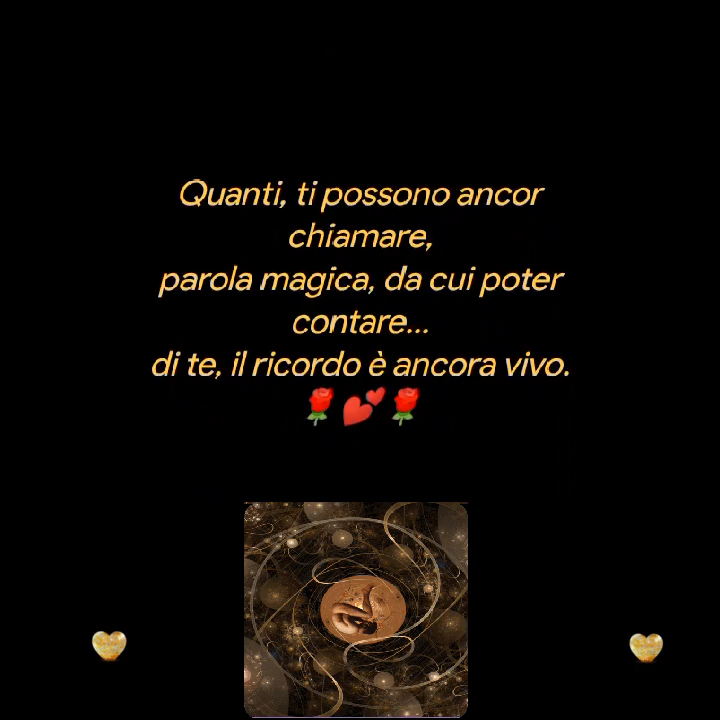 Quanti, ti possono ancor
chiamare,
parola magica, da cui poter
contare...
di te, il ricordo è ancora vivo.
🌹💕🌹